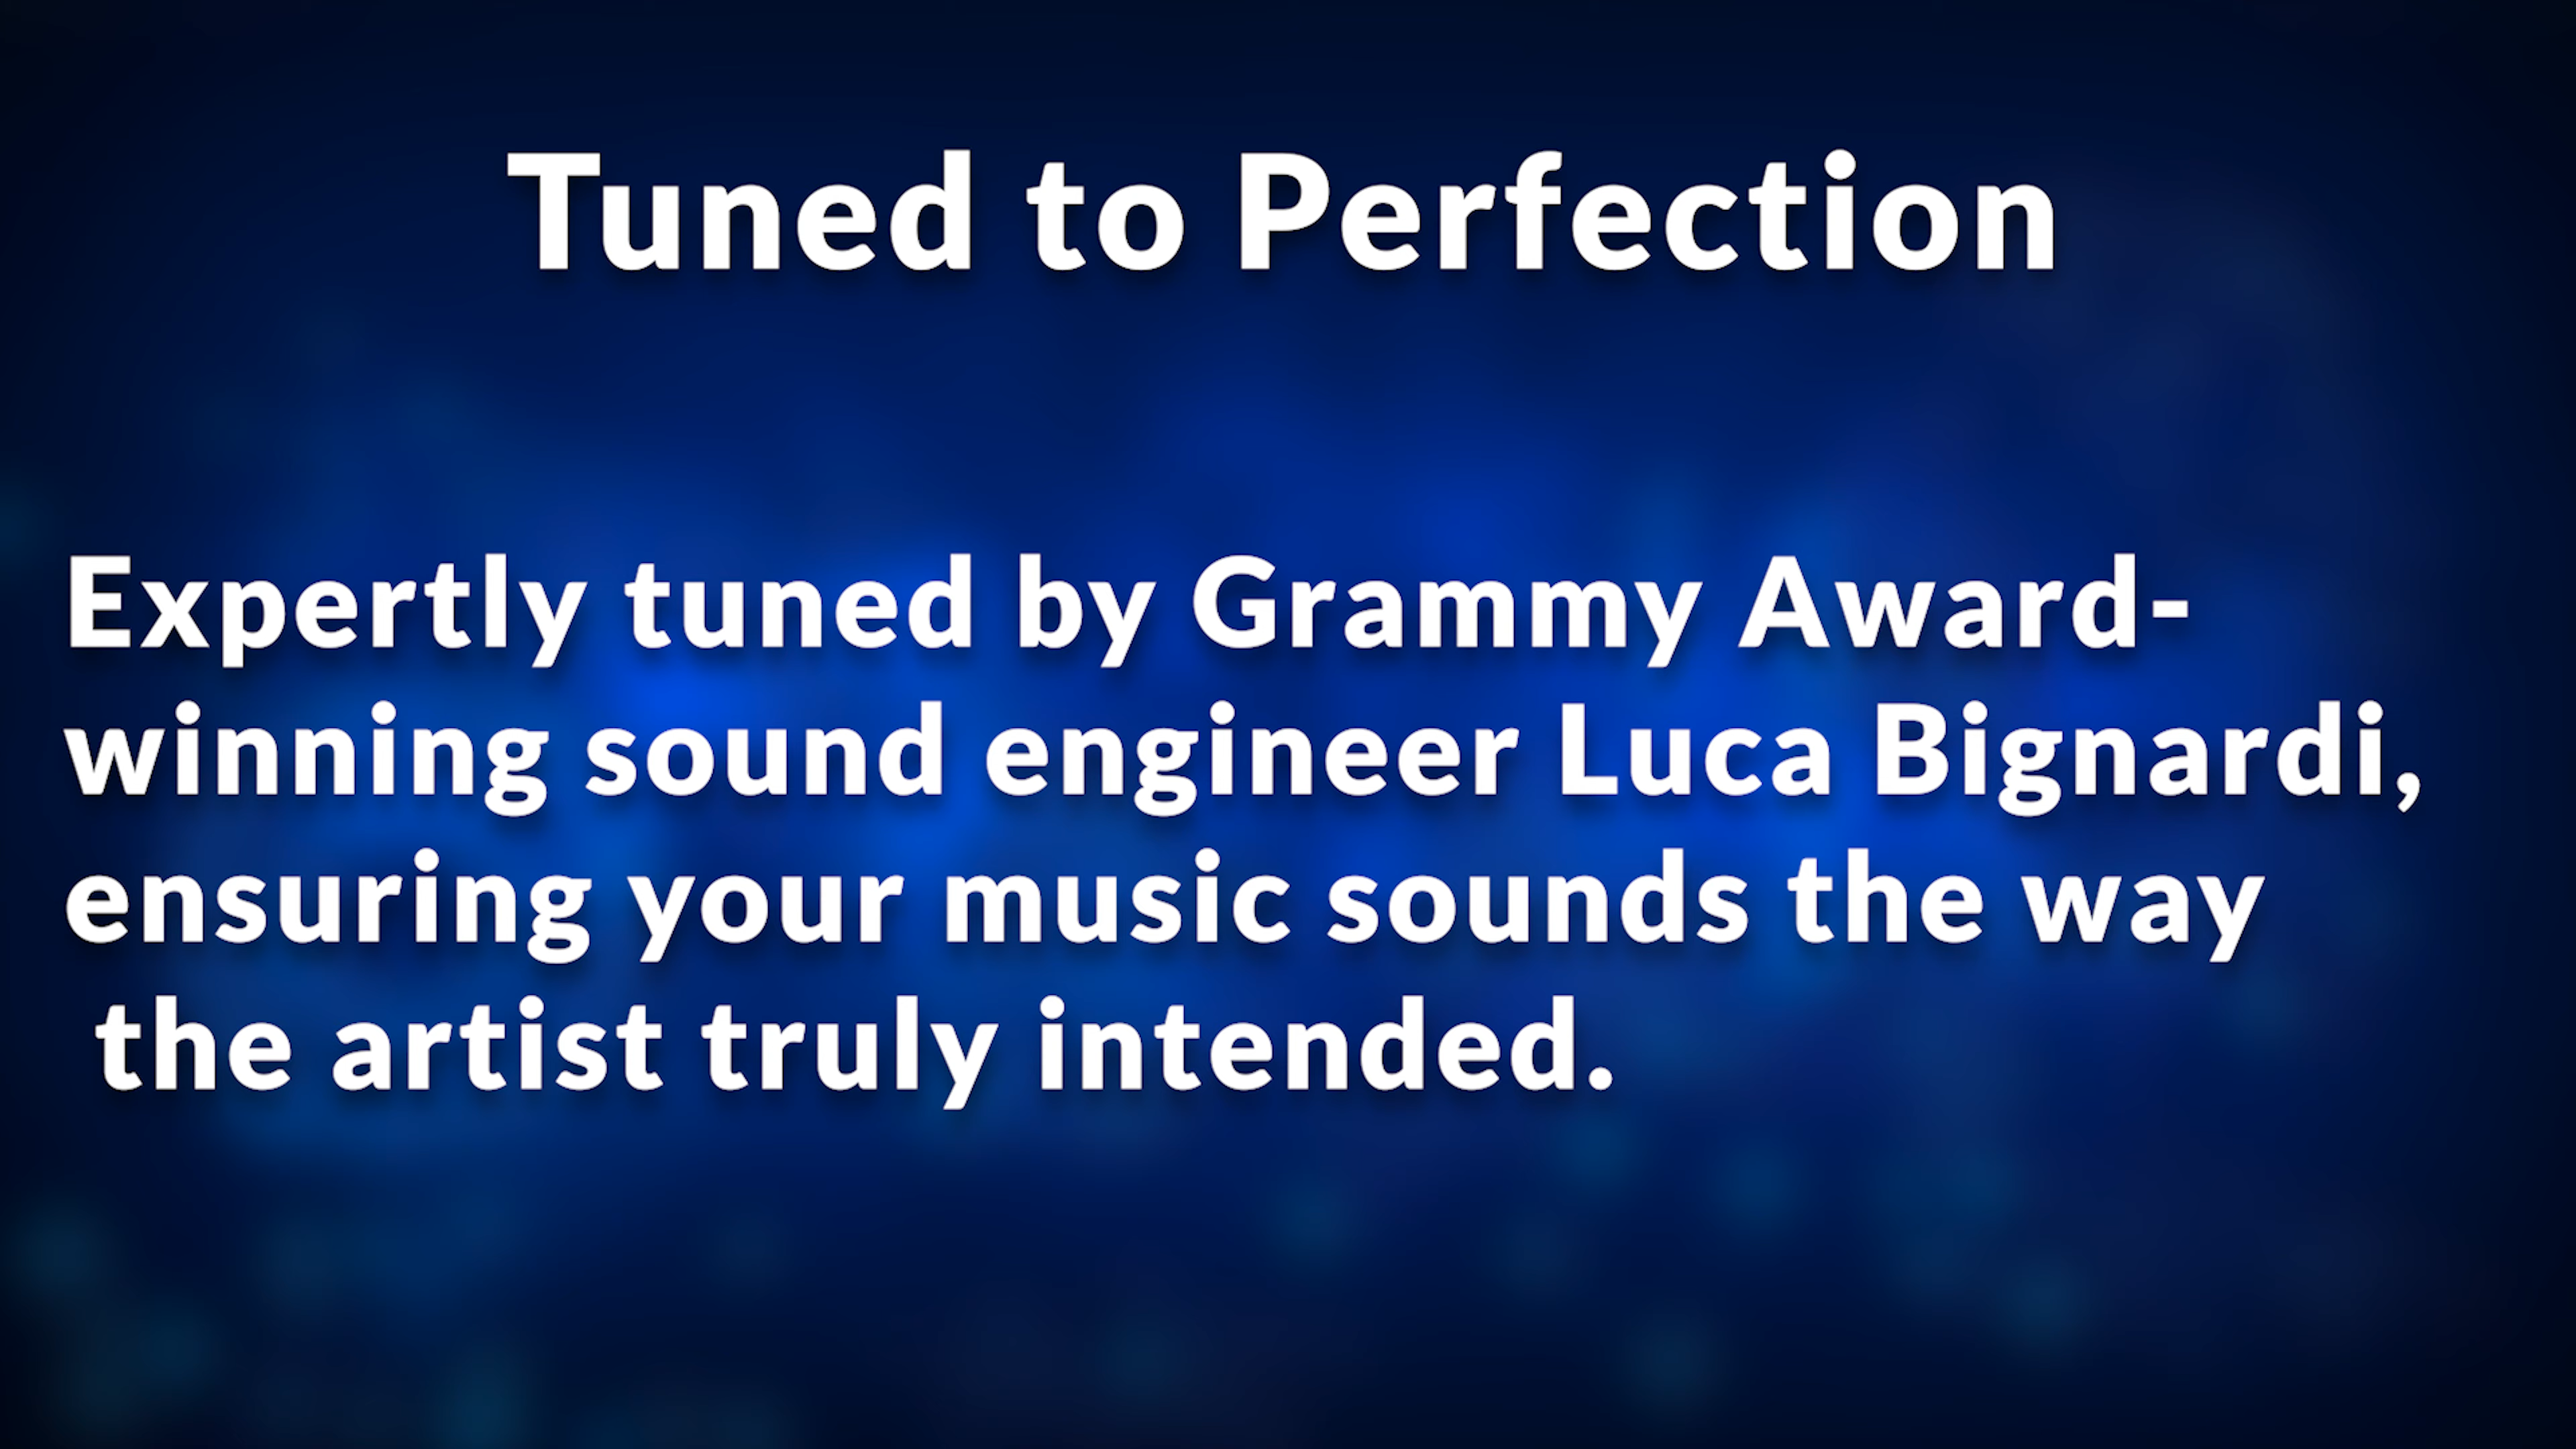 Tuned to Perfection
Expertly tuned by Grammy Award-
winning sound engineer Luca Bignardi,
ensuring your music sounds the way
the artist truly intended.